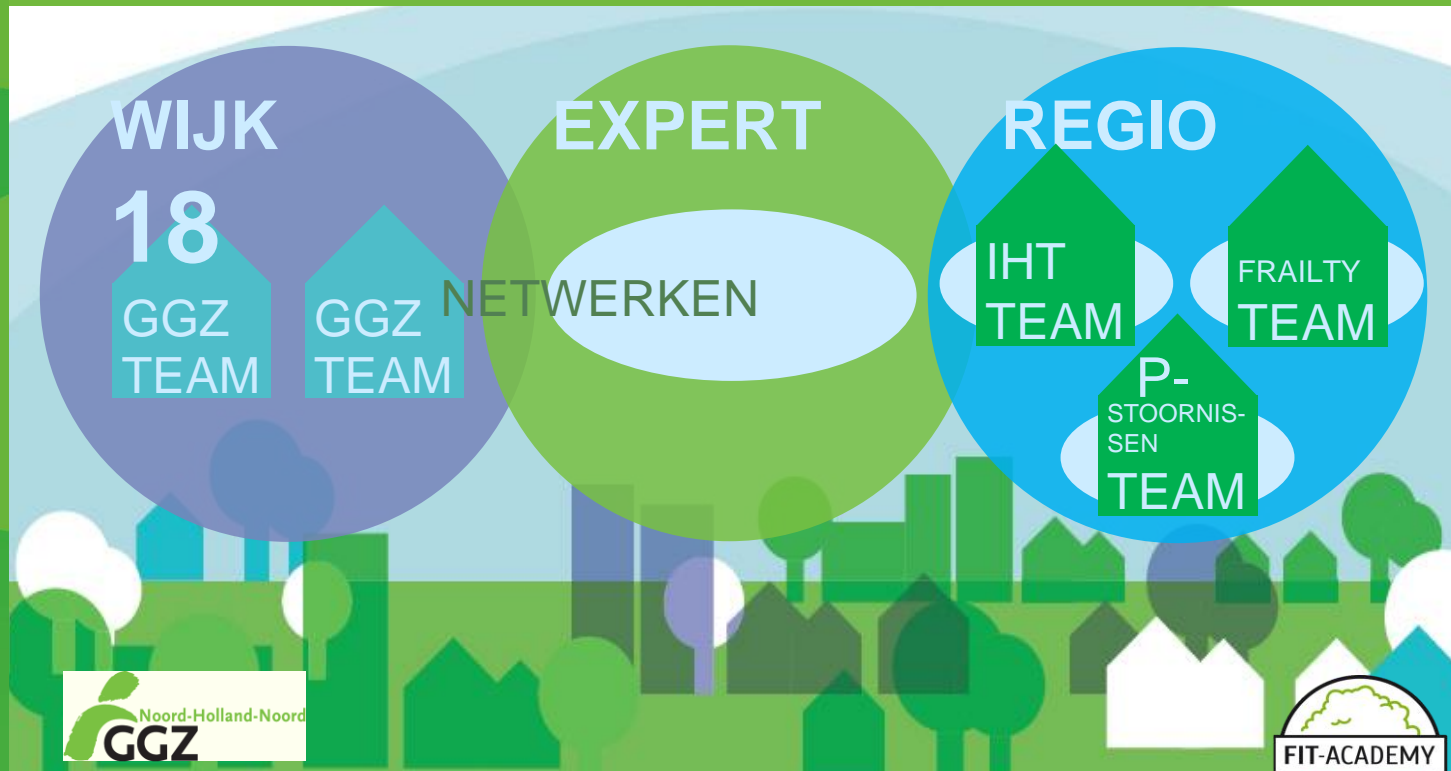 WIJK
18
GGZ
TEAM
GGZ
TEAM
EXPERT
NETWERKEN
REGIO
IHT
TEAM
FRAILTY
TEAM
P-
STOORNIS-
SEN
TEAM
Noord-Holland-Noord
GGZ
FIT-ACADEMY